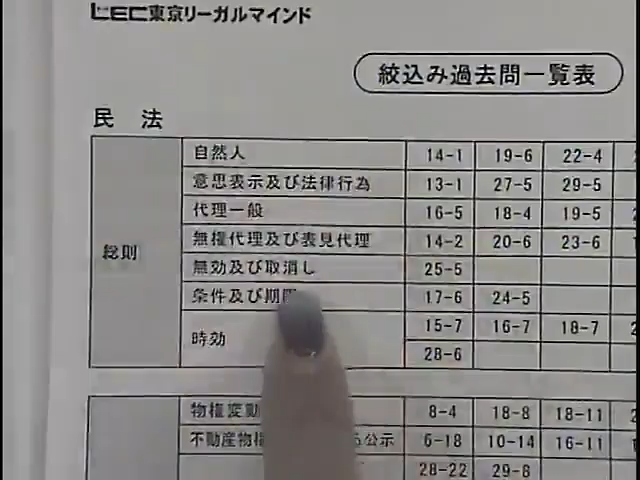 LEC東京リーガルマインド
絞込み過去問一覧表
民 法
総則
自然人 14-1 19-6 22-4
意思表示及び法律行為 13-1 27-5 29-5
代理一般 16-5 18-4 19-5
無権代理及び表見代理 14-2 20-6 23-6
無効及び取消し 25-5
条件及び期 17-6 24-5
時効 15-7 16-7 18-7
28-6
物権変動 8-4 18-8 18-11
不動産物権 公示 6-18 10-14 16-11
28-22 29-8